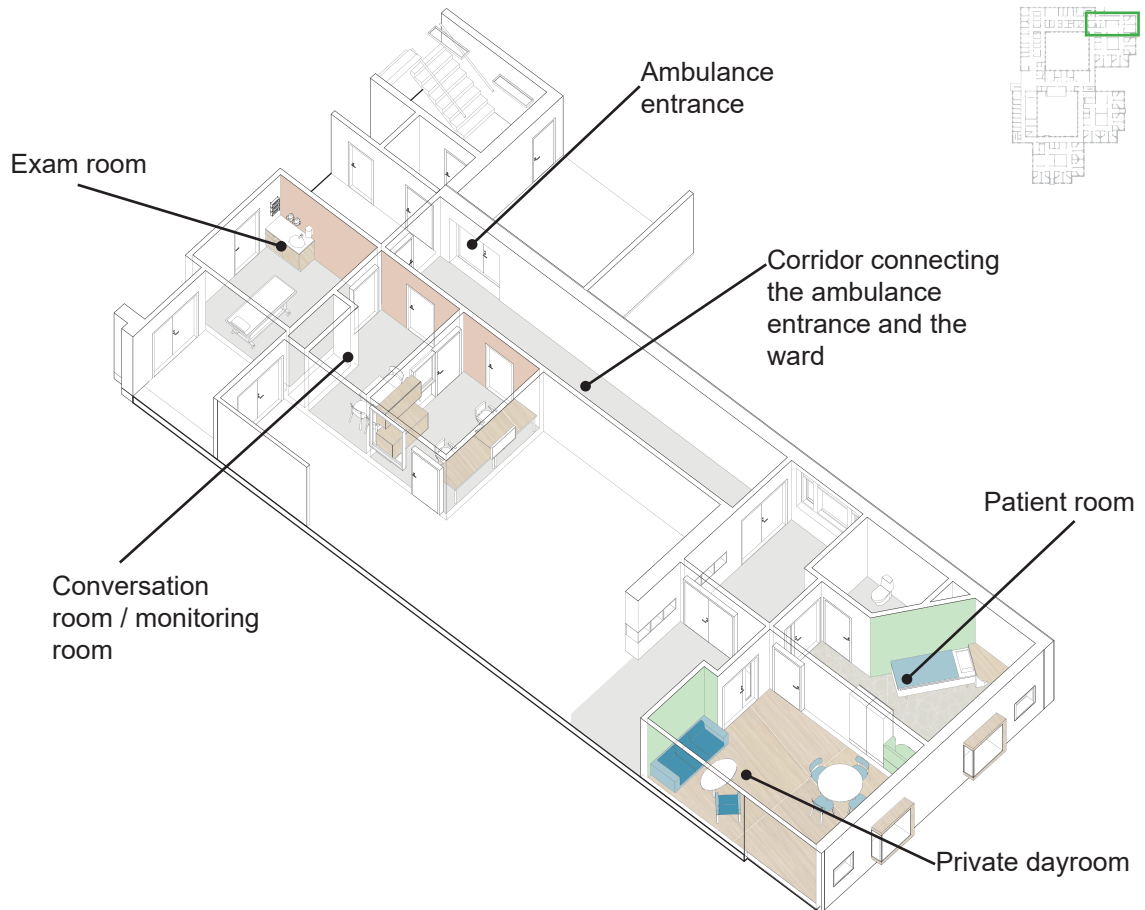 Ambulance
entrance
Exam room
Corridor connecting
the ambulance
entrance and the
ward
Patient room
Conversation
room / monitoring
room
Private dayroom